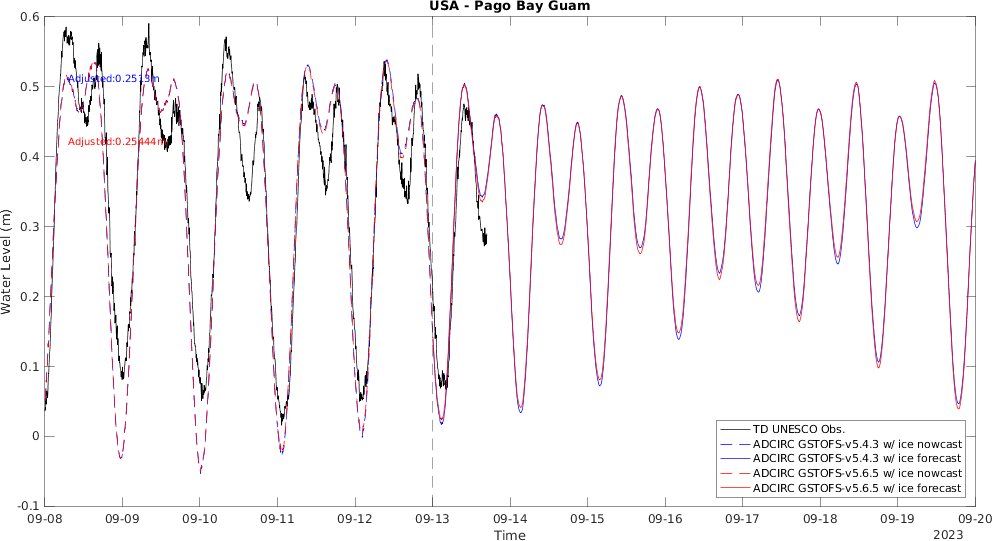 USA - Pago Bay Guam
Water Level (m)
0.6
0.5
0.4
0.3
0.2
0.1
0
-0.1
Adjusted:0.2513m
Adjusted:0.25444m
TD UNESCO Obs.
ADCIRC GSTOFS-v5.4.3 w/ ice nowcast
ADCIRC GSTOFS-v5.4.3 w/ ice forecast
ADCIRC GSTOFS-v5.6.5 w/ ice nowcast
ADCIRC GSTOFS-v5.6.5 w/ ice forecast
09-08 09-09 09-10 09-11 09-12 09-13 09-14 09-15 09-16 09-17 09-18 09-19 09-20
Time
2023